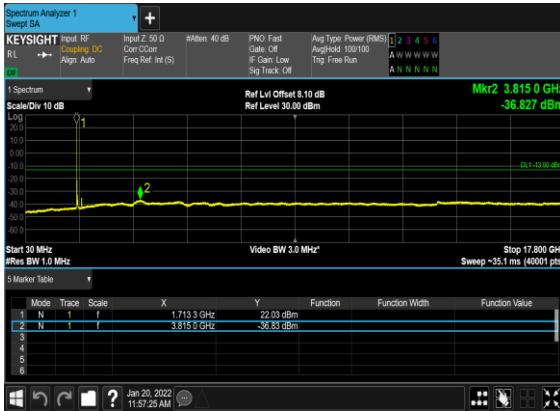 Spectrum Analyzer 1
Swept SA
+
KEYSIGHT Input: RF Input Z: 50 Ω #Atten: 40 dB PNO: Fast Avg Type: Power (RMS) 1 2 3 4 5 6
RL Coupling: DC Corr CCorr Gate: Off Avg|Hold: 100/100 A W W W W W
Align: Auto Freq Ref: Int (S) IF Gain: Low Trig: Free Run
Sig Track: Off A N N N N N
1 Spectrum Ref Lvl Offset 8.10 dB Mkr2 3.815 0 GHz
Scale/Div 10 dB Ref Level 30.00 dBm -36.827 dBm
Log
20.0 1
10.0
0.00
-10.0 DL1 -13.00 dBm
-20.0
-30.0 2
-40.0
-50.0
-60.0
Start 30 MHz Video BW 3.0 MHz* Stop 17.800 GHz
#Res BW 1.0 MHz Sweep ~35.1 ms (40001 pts)
5 Marker Table
Mode Trace Scale X Y Function Function Width Function Value
1 N 1 f 1.713 3 GHz 22.03 dBm
2 N 1 f 3.815 0 GHz -36.83 dBm
3
4
5
6
? Jan 20, 2022
11:57:25 AM